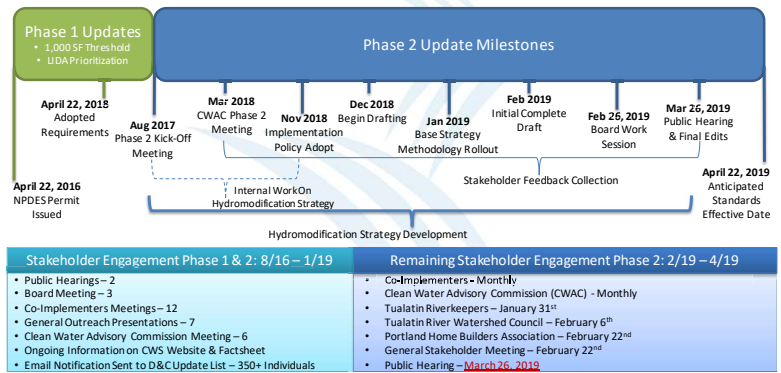 Phase 1 Updates
• 1,000 SF Threshold
• LIDA Prioritization
Phase 2 Update Milestones
April 22, 2018
Adopted
Requirements
April 22, 2016
NPDES Permit
Issued
Aug 2017
Phase 2 Kick-Off
Meeting
Mar 2018
CWAC Phase 2
Meeting
Nov 2018
Implementation
Policy Adopt
Dec 2018
Begin Drafting
Jan 2019
Base Strategy
Methodology Rollout
Feb 2019
Initial Complete
Draft
Feb 26, 2019
Board Work
Session
Mar 26, 2019
Public Hearing
& Final Edits
April 22, 2019
Anticipated
Standards
Effective Date
Internal Work On
Hydromodification Strategy
Stakeholder Feedback Collection
Hydromodification Strategy Development
Stakeholder Engagement Phase 1 & 2: 8/16 – 1/19
• Public Hearings – 2
• Board Meeting – 3
• Co-Implementers Meetings – 12
• General Outreach Presentations – 7
• Clean Water Advisory Commission Meeting – 6
• Ongoing Information on CWS Website & Factsheet
• Email Notification Sent to D&C Update List – 350+ Individuals
Remaining Stakeholder Engagement Phase 2: 2/19 – 4/19
• Co-Implementers - Monthly
• Clean Water Advisory Commission (CWAC) - Monthly
• Tualatin Riverkeepers – January 31st
• Tualatin River Watershed Council – February 6th
• Portland Home Builders Association – February 22nd
• General Stakeholder Meeting – February 22nd
• Public Hearing – March 26, 2019